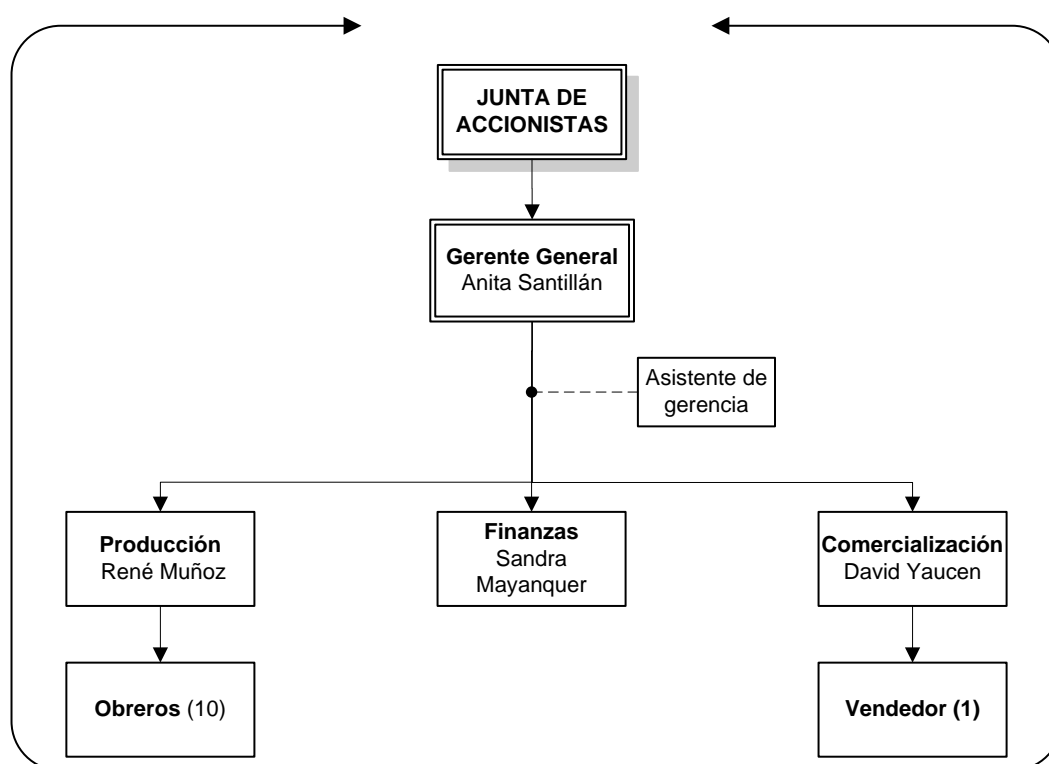 JUNTA DE
ACCIONISTAS
Gerente General
Anita Santillán
Asistente de
gerencia
Producción
René Muñoz
Finanzas
Sandra
Mayanquer
Comercialización
David Yaucen
Obreros (10)
Vendedor (1)